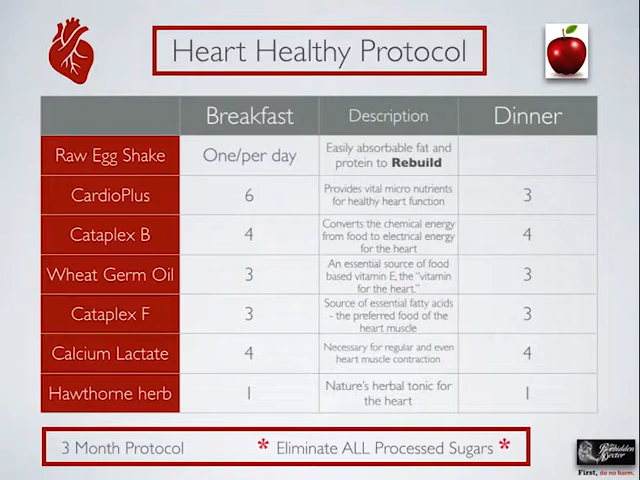 Heart Healthy Protocol
Breakfast Description Dinner
Raw Egg Shake One/per day Easily absorbable fat and
protein to Rebuild
CardioPlus 6 Provides vital micro nutrients
for healthy heart function 3
Cataplex B 4 Converts the chemical energy
from food to electrical energy
for the heart 4
Wheat Germ Oil 3 An essential source of food
based vitamin E, the "vitamin
for the heart." 3
Cataplex F 3 Source of essential fatty acids
- the preferred food of the
heart muscle 3
Calcium Lactate 4 Necessary for regular and even
heart muscle contraction 4
Hawthorne herb 1 Nature's herbal tonic for
the heart 1
3 Month Protocol * Eliminate ALL Processed Sugars *
Forbidden
Doctor
First, do no harm.